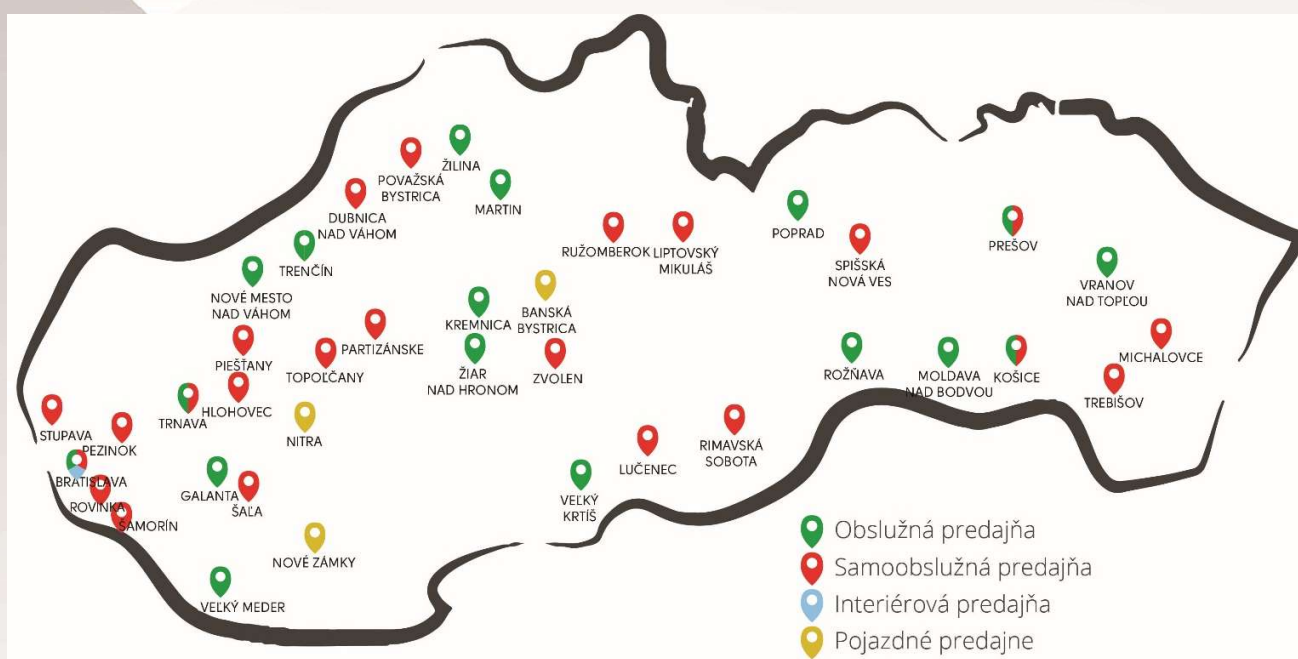 ŽILINA
POVAŽSKÁ
BYSTRICA
MARTIN
DUBNICA
NAD VÁHOM
TRENČÍN
NOVÉ MESTO
NAD VÁHOM
RUŽOMBEROK
LIPTOVSKÝ
MIKULÁŠ
POPRAD
SPIŠSKÁ
NOVÁ VES
PREŠOV
VRANOV
NAD TOPĽOU
KREMNICA
BANSKÁ
BYSTRICA
PARTIZÁNSKE
PIEŠŤANY
TOPOĽČANY
ŽIAR
NAD HRONOM
ZVOLEN
ROŽŇAVA
MOLDAVA
NAD BODVOU
KOŠICE
MICHALOVCE
TREBIŠOV
HLOHOVEC
TRNAVA
NITRA
STUPAVA
PEZINOK
BRATISLAVA
ROVINKA
ŠAMORÍN
GALANTA
ŠAĽA
RIMAVSKÁ
SOBOTA
LUČENEC
VEĽKÝ
KRTÍŠ
NOVÉ ZÁMKY
VEĽKÝ MEDER
Obslužná predajňa
Samoobslužná predajňa
Interiérová predajňa
Pojazdné predajne